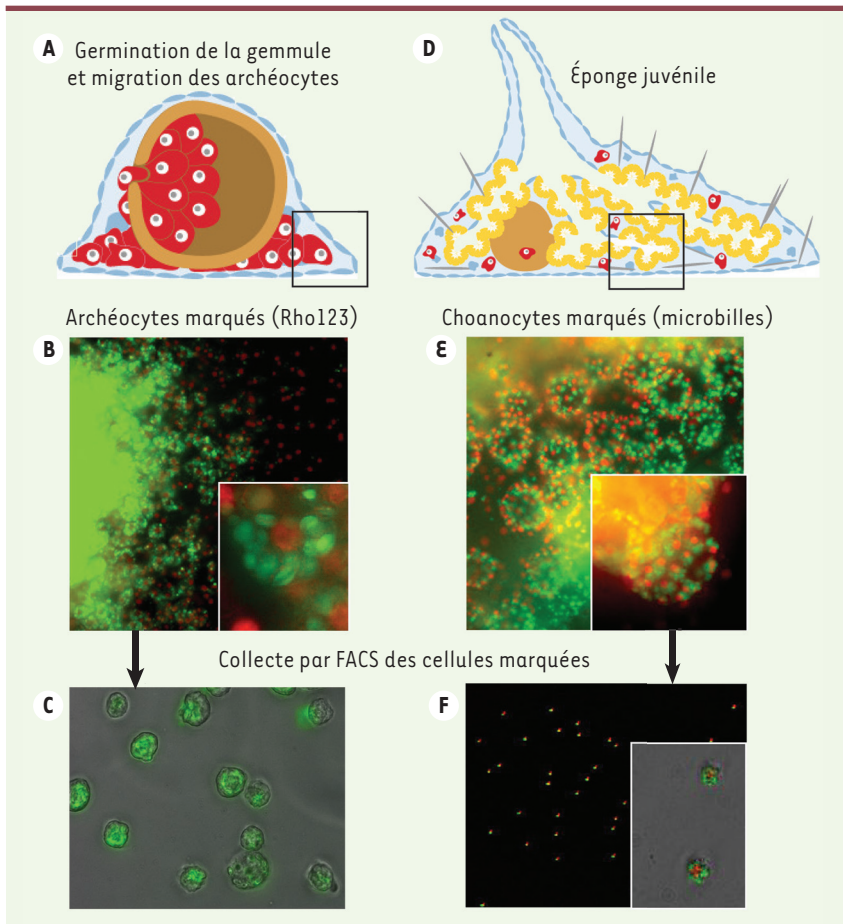 A
Germination de la gemmule
et migration des archéocytes
D
Éponge juvénile
Archéocytes marqués (Rho123)
B
Choanocytes marqués (microbilles)
E
Collecte par FACS des cellules marquées
C
F